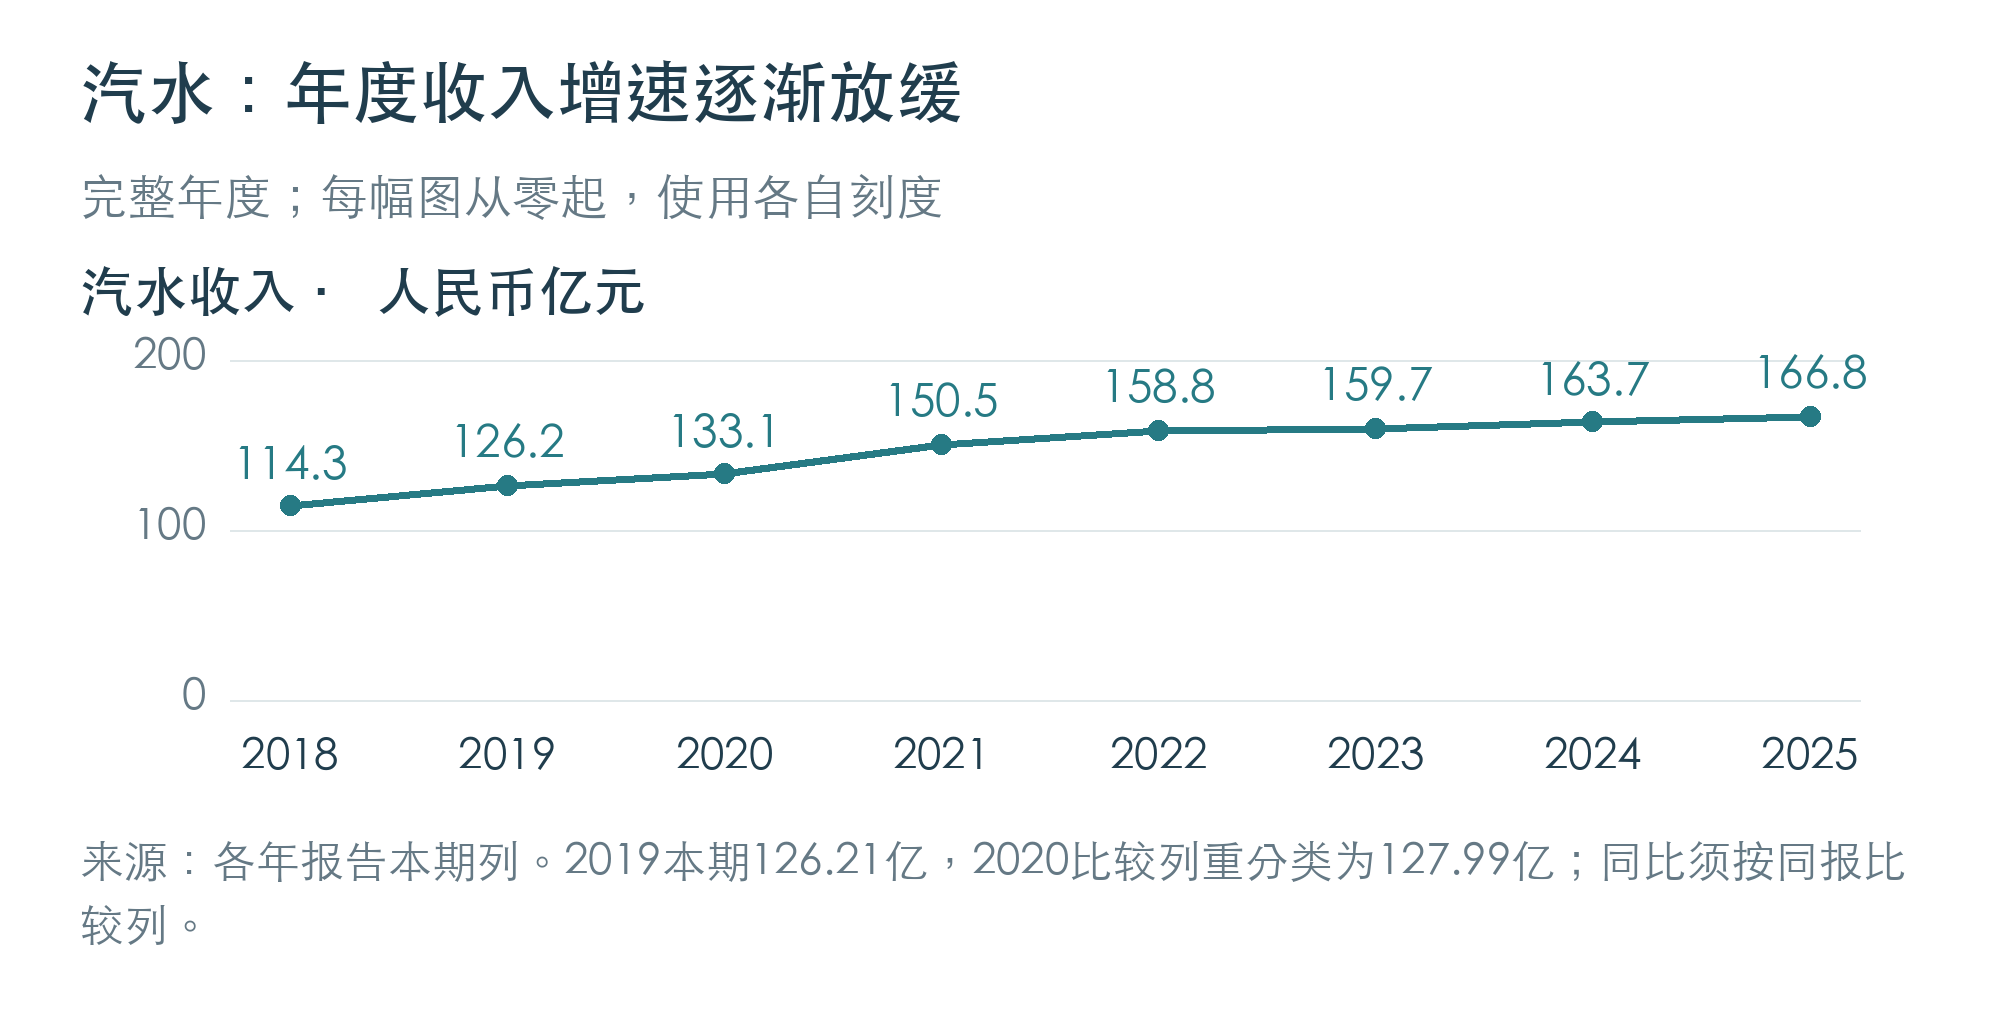 汽水：年度收入增速逐渐放缓
完整年度；每幅图从零起，使用各自刻度
汽水收入· 人民币亿元
200
100
0
114.3
126.2
133.1
150.5
158.8
159.7
163.7
166.8
2018 2019 2020 2021 2022 2023 2024 2025
来源：各年报告本期列。2019本期126.21亿，2020比较列重分类为127.99亿；同比须按同报比
较列。